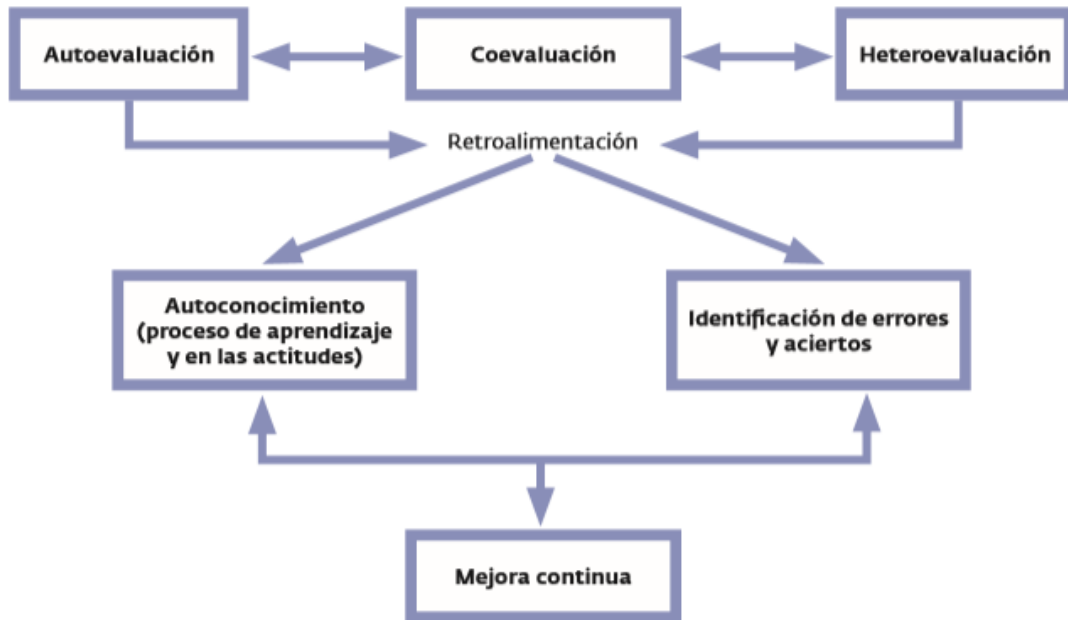 Autoevaluación
Coevaluación
Heteroevaluación
Retroalimentación
Autoconocimiento
(proceso de aprendizaje
y en las actitudes)
Identificación de errores
y aciertos
Mejora continua